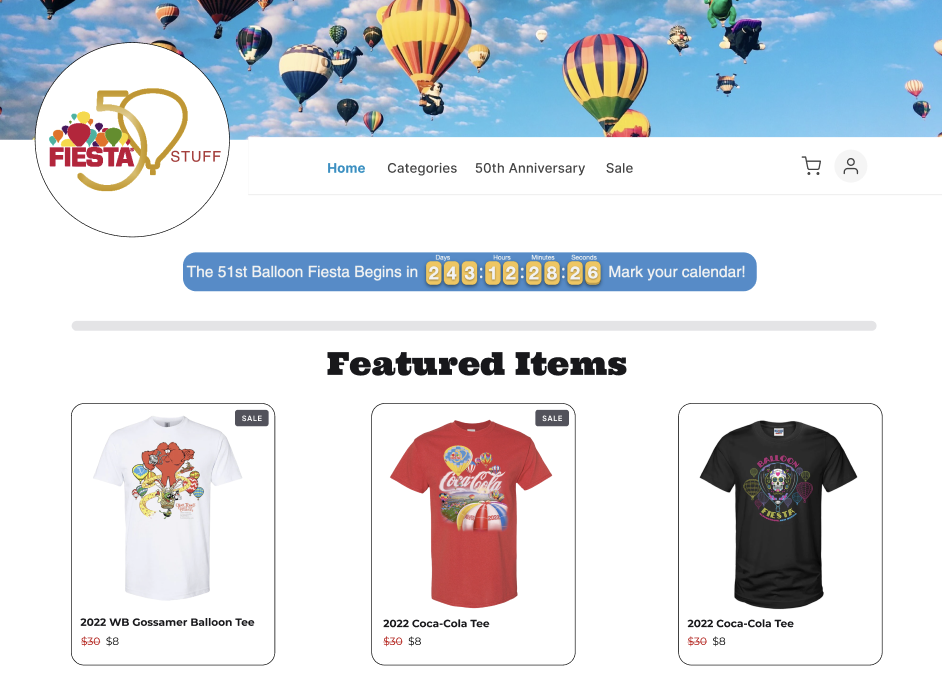 50
FIESTA
STUFF
Home Categories 50th Anniversary Sale
Days Hours Minutes Seconds
The 51st Balloon Fiesta Begins in 243:12:28:26 Mark your calendar!
Featured Items
SALE
2022 WB Gossamer Balloon Tee
$30 $8
SALE
Coca-Cola
2022 Coca-Cola Tee
$30 $8
BALLOON
FIESTA
2022 Coca-Cola Tee
$30 $8